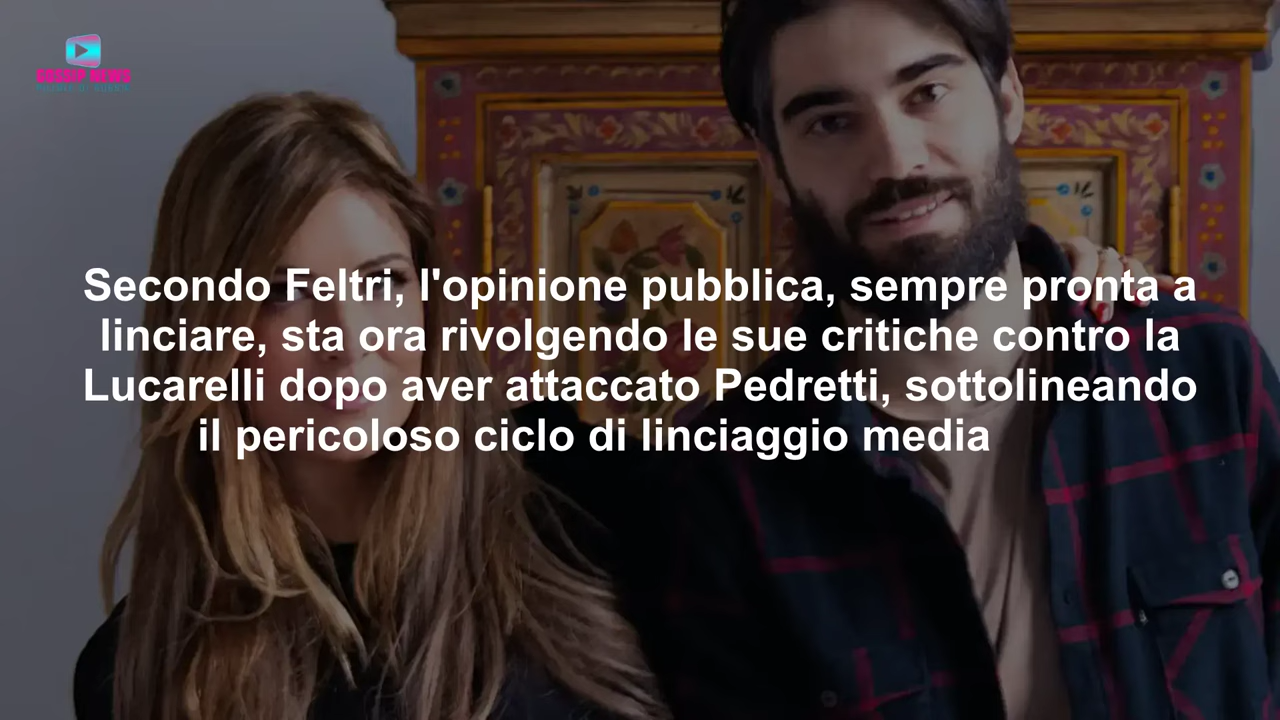 GOSSIP NEWS
Secondo Feltri, l'opinione pubblica, sempre pronta a
linciare, sta ora rivolgendo le sue critiche contro la
Lucarelli dopo aver attaccato Pedretti, sottolineando
il pericoloso ciclo di linciaggio media